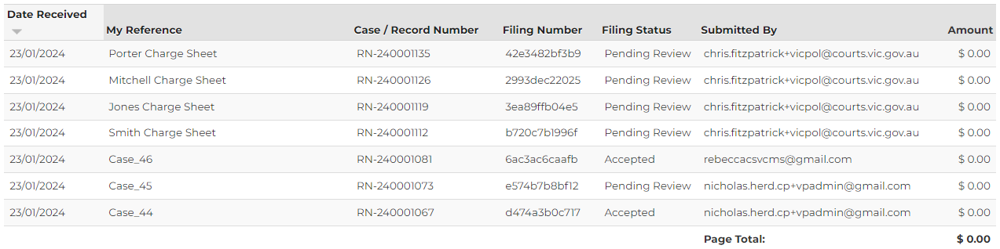 Date Received My Reference Case / Record Number Filing Number Filing Status Submitted By Amount
23/01/2024 Porter Charge Sheet RN-240001135 42e3482bf3b9 Pending Review chris.fitzpatrick+vicpol@courts.vic.gov.au $ 0.00
23/01/2024 Mitchell Charge Sheet RN-240001126 2993dec22025 Pending Review chris.fitzpatrick+vicpol@courts.vic.gov.au $ 0.00
23/01/2024 Jones Charge Sheet RN-240001119 3ea89ffb04e5 Pending Review chris.fitzpatrick+vicpol@courts.vic.gov.au $ 0.00
23/01/2024 Smith Charge Sheet RN-240001112 b720c7b1996f Pending Review chris.fitzpatrick+vicpol@courts.vic.gov.au $ 0.00
23/01/2024 Case_46 RN-240001081 6ac3ac6caafb Accepted rebeccacsvcms@gmail.com $ 0.00
23/01/2024 Case_45 RN-240001073 e574b7b8bf12 Pending Review nicholas.herd.cp+vpadmin@gmail.com $ 0.00
23/01/2024 Case_44 RN-240001067 d474a3b0c717 Accepted nicholas.herd.cp+vpadmin@gmail.com $ 0.00
Page Total: $ 0.00